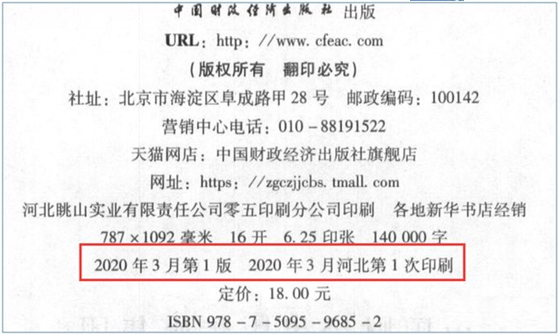 中国财政经济出版社 出版
URL: http: //www. cfeac. com
(版权所有 翻印必究)
社址: 北京市海淀区阜成路甲 28 号 邮政编码: 100142
营销中心电话: 010-88191522
天猫网店: 中国财政经济出版社旗舰店
网址: https: //zgczjjcbs. tmall. com
河北眺山实业有限责任公司零五印刷分公司印刷 各地新华书店经销
787×1092 毫米 16 开 6.25 印张 140 000 字
2020 年 3 月第 1 版 2020 年 3 月河北第 1 次印刷
定价: 18.00 元
ISBN 978-7-5095-9685-2